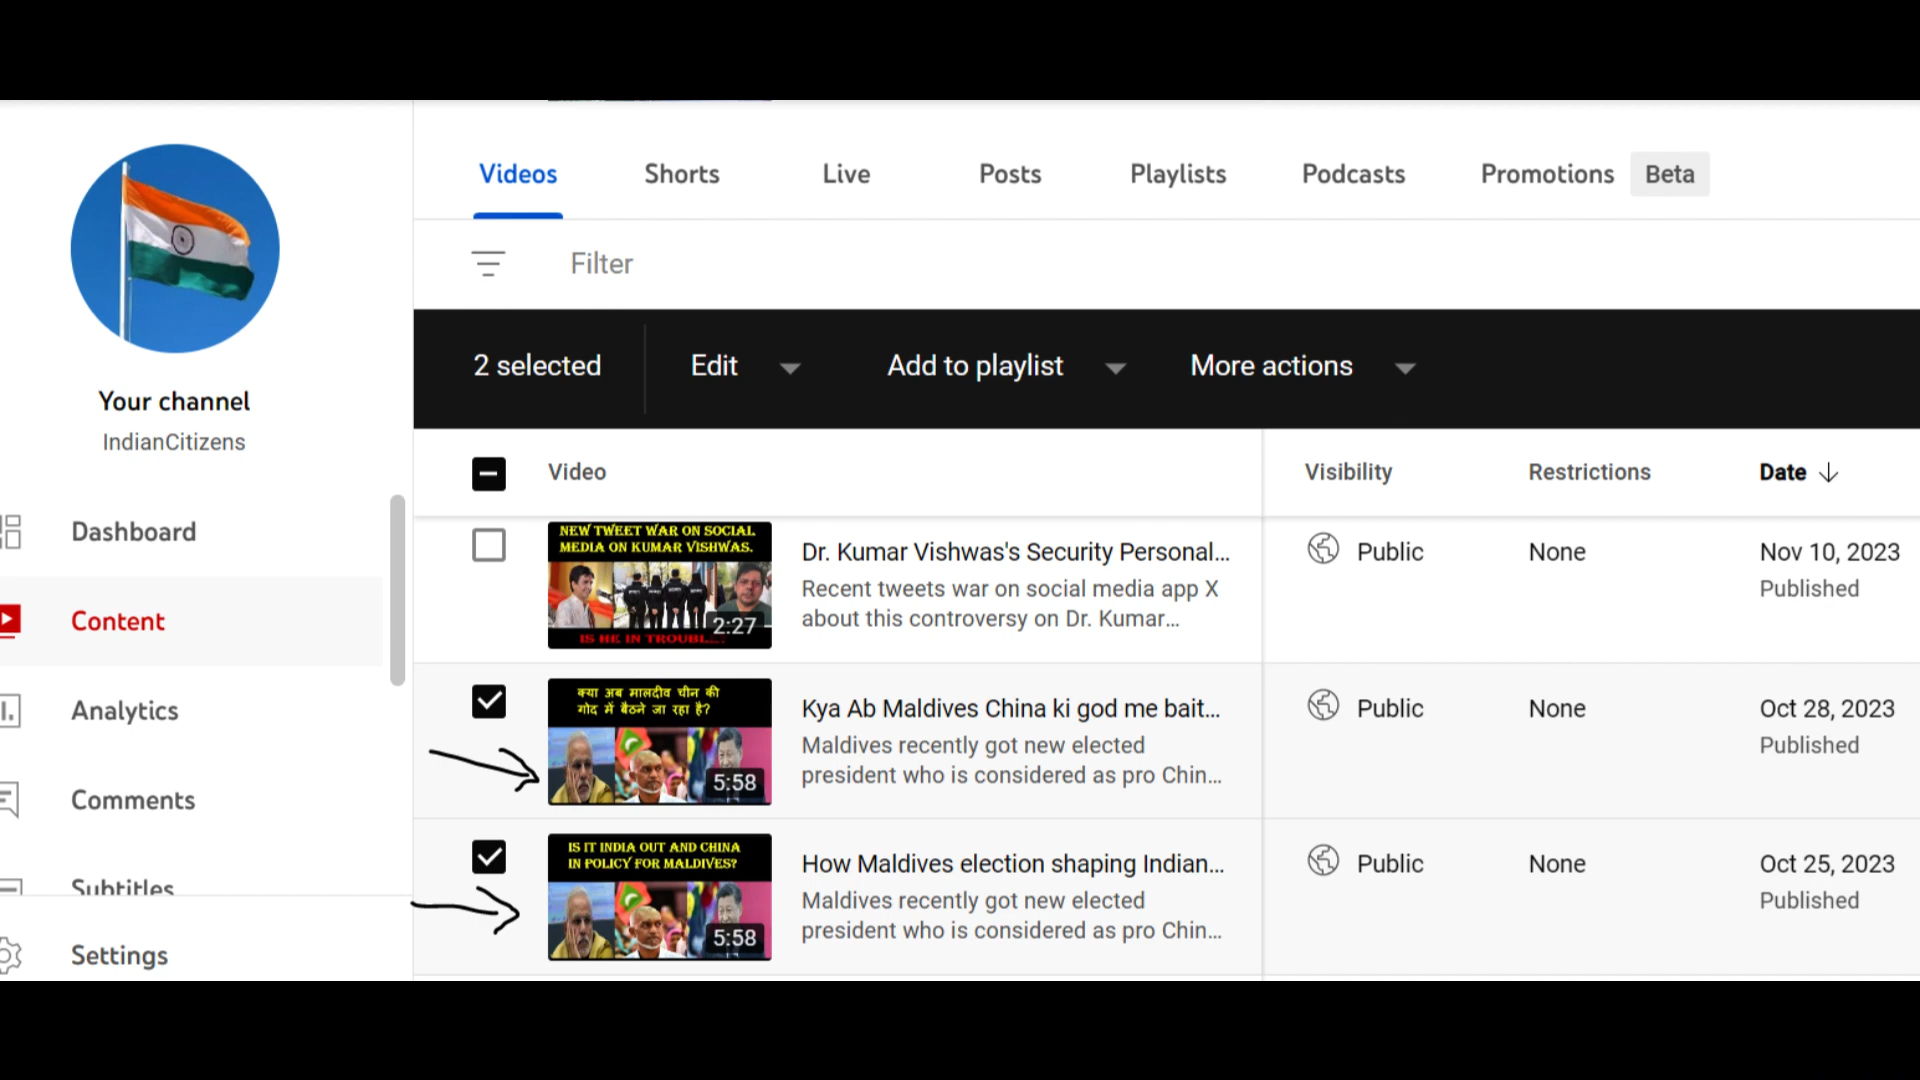 Videos Shorts Live Posts Playlists Podcasts Promotions Beta
Filter
2 selected Edit Add to playlist More actions
Your channel
IndianCitizens
Dashboard
Content
Analytics
Comments
Subtitles
Settings
Video Visibility Restrictions Date
NEW TWEET WAR ON SOCIAL
MEDIA ON KUMAR VISHWAS.
2:27
Dr. Kumar Vishwas's Security Personal...
Recent tweets war on social media app X
about this controversy on Dr. Kumar...
Public None Nov 10, 2023
Published
क्या अब मालदीव चीन की
गोद में बैठने जा रहा है?
5:58
Kya Ab Maldives China ki god me bait...
Maldives recently got new elected
president who is considered as pro Chin...
Public None Oct 28, 2023
Published
IS IT INDIA OUT AND CHINA
IN POLICY FOR MALDIVES?
5:58
How Maldives election shaping Indian...
Maldives recently got new elected
president who is considered as pro Chin...
Public None Oct 25, 2023
Published